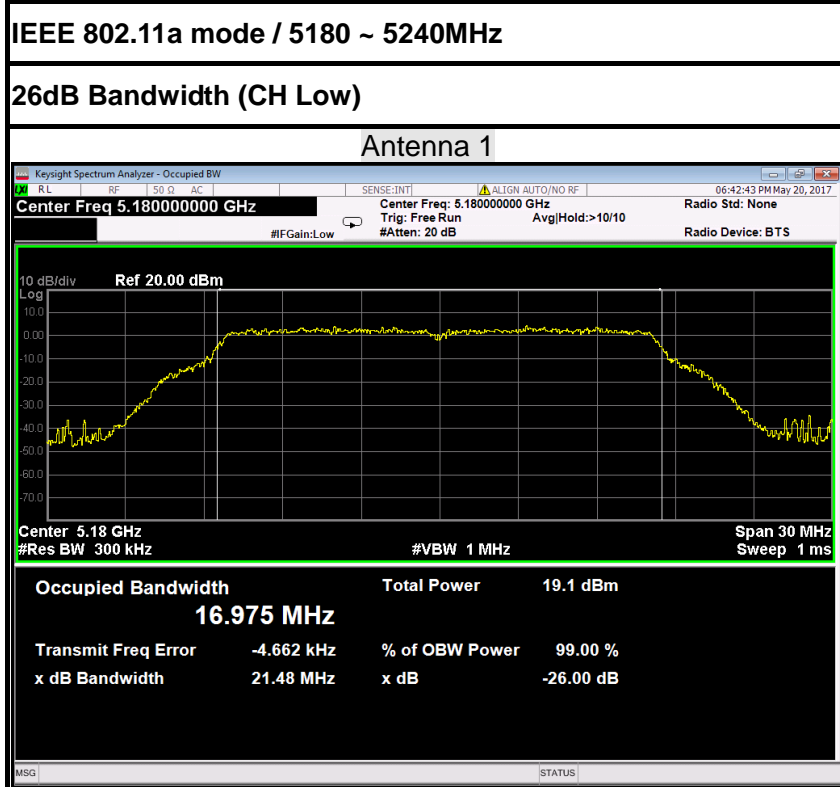 IEEE 802.11a mode / 5180 ~ 5240MHz
26dB Bandwidth (CH Low)
Antenna 1
Keysight Spectrum Analyzer - Occupied BW
LXI RL RF 50 Ω AC SENSE:INT ALIGN AUTO/NO RF 06:42:43 PM May 20, 2017
Center Freq 5.180000000 GHz Center Freq: 5.180000000 GHz Radio Std: None
Trig: Free Run Avg|Hold:>10/10
#IFGain:Low #Atten: 20 dB Radio Device: BTS
10 dB/div Ref 20.00 dBm
Log
10.0
0.00
-10.0
-20.0
-30.0
-40.0
-50.0
-60.0
-70.0
Center 5.18 GHz Span 30 MHz
#Res BW 300 kHz #VBW 1 MHz Sweep 1 ms
Occupied Bandwidth Total Power 19.1 dBm
16.975 MHz
Transmit Freq Error -4.662 kHz % of OBW Power 99.00 %
x dB Bandwidth 21.48 MHz x dB -26.00 dB
MSG STATUS